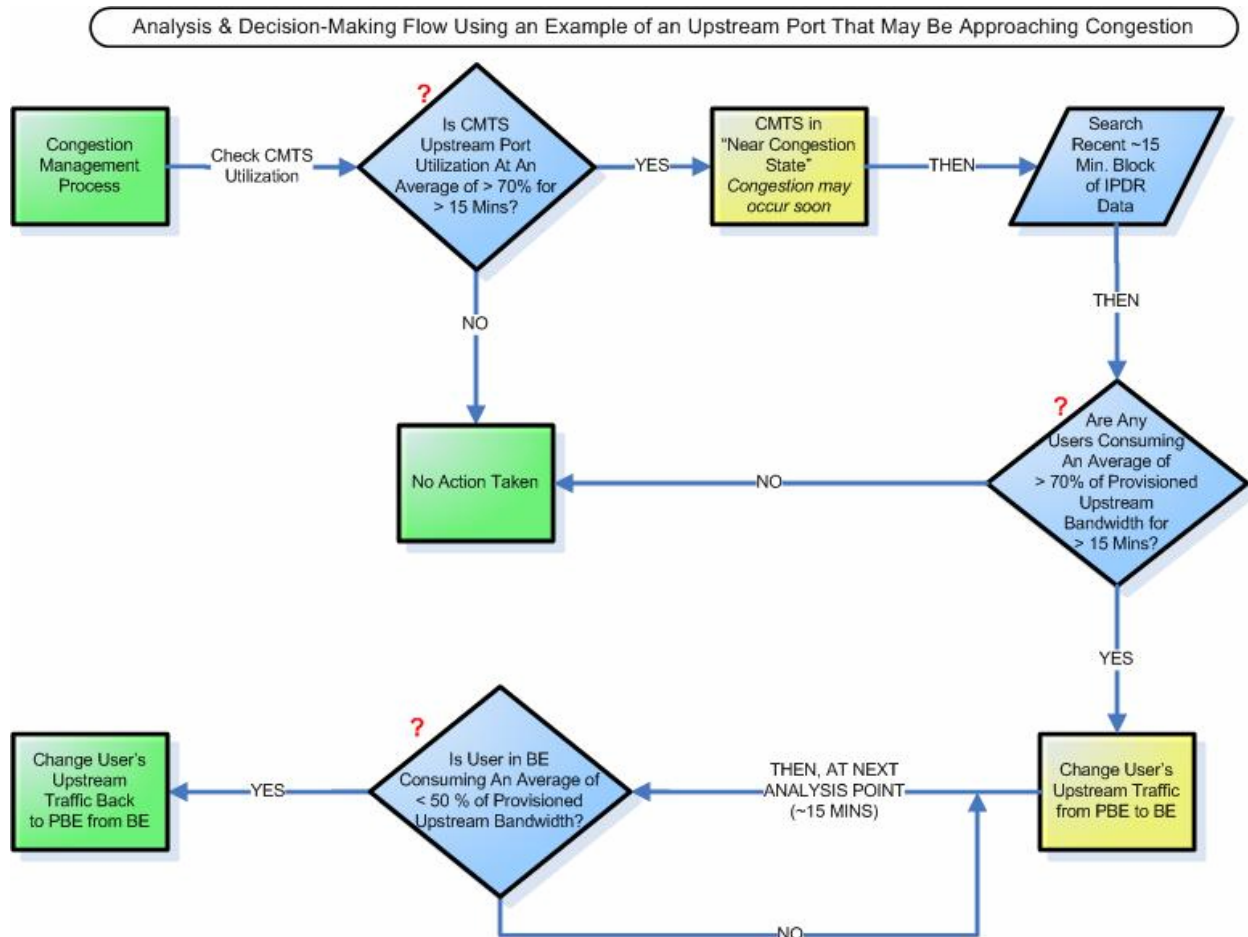 Analysis & Decision-Making Flow Using an Example of an Upstream Port That May Be Approaching Congestion
Congestion
Management
Process
Check CMTS
Utilization
?
Is CMTS
Upstream Port
Utilization At An
Average of > 70% for
> 15 Mins?
YES
CMTS in
“Near Congestion
State”
Congestion may
occur soon
THEN
Search
Recent ~15
Min. Block
of IPDR
Data
NO
THEN
No Action Taken
NO
?
Are Any
Users Consuming
An Average of
> 70% of Provisioned
Upstream
Bandwidth for
> 15 Mins?
YES
Change User's
Upstream Traffic
from PBE to BE
THEN, AT NEXT
ANALYSIS POINT
(~15 MINS)
?
Is User in BE
Consuming An Average of
< 50 % of Provisioned
Upstream Bandwidth?
YES
Change User's
Upstream
Traffic Back
to PBE from BE
NO